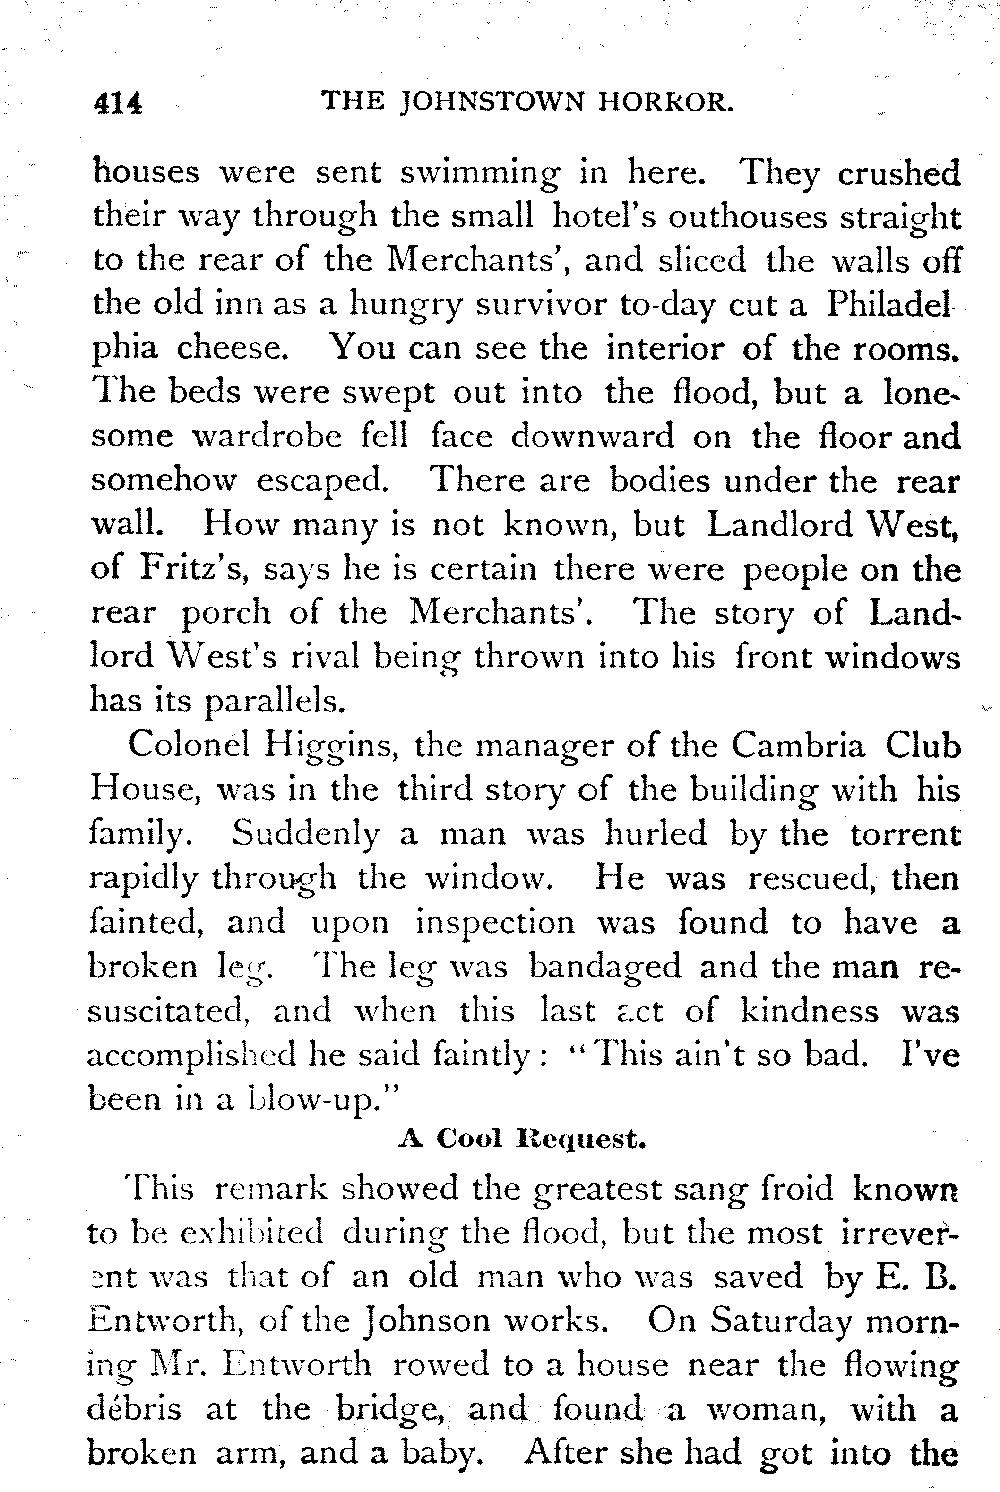 414 THE JOHNSTOWN HORROR.
houses were sent swimming in here. They crushed
their way through the small hotel's outhouses straight
to the rear of the Merchants', and sliced the walls off
the old inn as a hungry survivor to-day cut a Philadel
phia cheese. You can see the interior of the rooms.
The beds were swept out into the flood, but a lone-
some wardrobe fell face downward on the floor and
somehow escaped. There are bodies under the rear
wall. How many is not known, but Landlord West,
of Fritz's, says he is certain there were people on the
rear porch of the Merchants'. The story of Land-
lord West's rival being thrown into his front windows
has its parallels.
Colonel Higgins, the manager of the Cambria Club
House, was in the third story of the building with his
family. Suddenly a man was hurled by the torrent
rapidly through the window. He was rescued, then
fainted, and upon inspection was found to have a
broken leg. The leg was bandaged and the man re-
suscitated, and when this last act of kindness was
accomplished he said faintly: "This ain't so bad. I've
been in a blow-up."
A Cool Request.
This remark showed the greatest sang froid known
to be exhibited during the flood, but the most irrever-
ent was that of an old man who was saved by E. B.
Entworth, of the Johnson works. On Saturday morn-
ing Mr. Entworth rowed to a house near the flowing
débris at the bridge, and found a woman, with a
broken arm, and a baby. After she had got into the